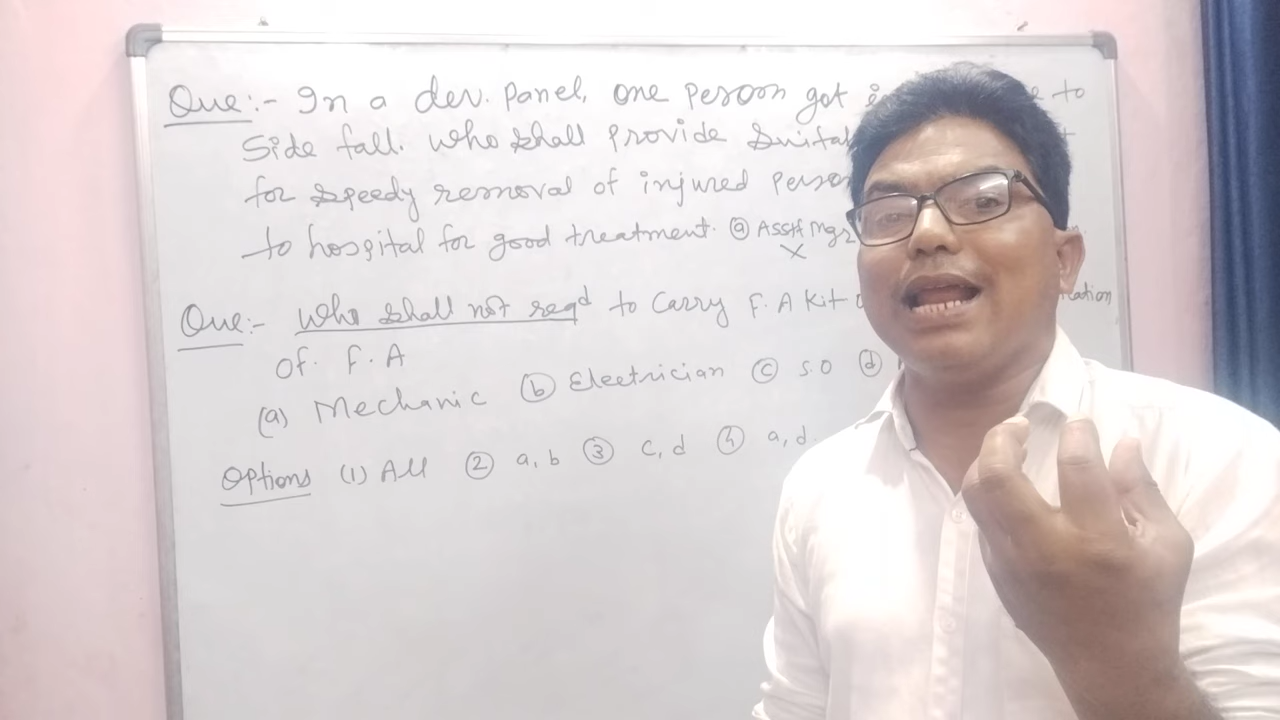 Que:- In a dev. Panel, one person got to
Side fall. who shall provide
for speedy removal of injured
to hospital for good treatment. (a) Asstt Mgr
X
Que:- Who shall not reqd to carry F.A Kit
of. F.A
(a) Mechanic (b) Electrician (c) S.O (d)
Options (1) All (2) a, b (3) c, d (4) a, d.